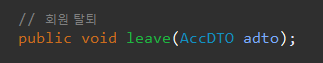 // 회원 탈퇴
public void leave(AccDTO adto);